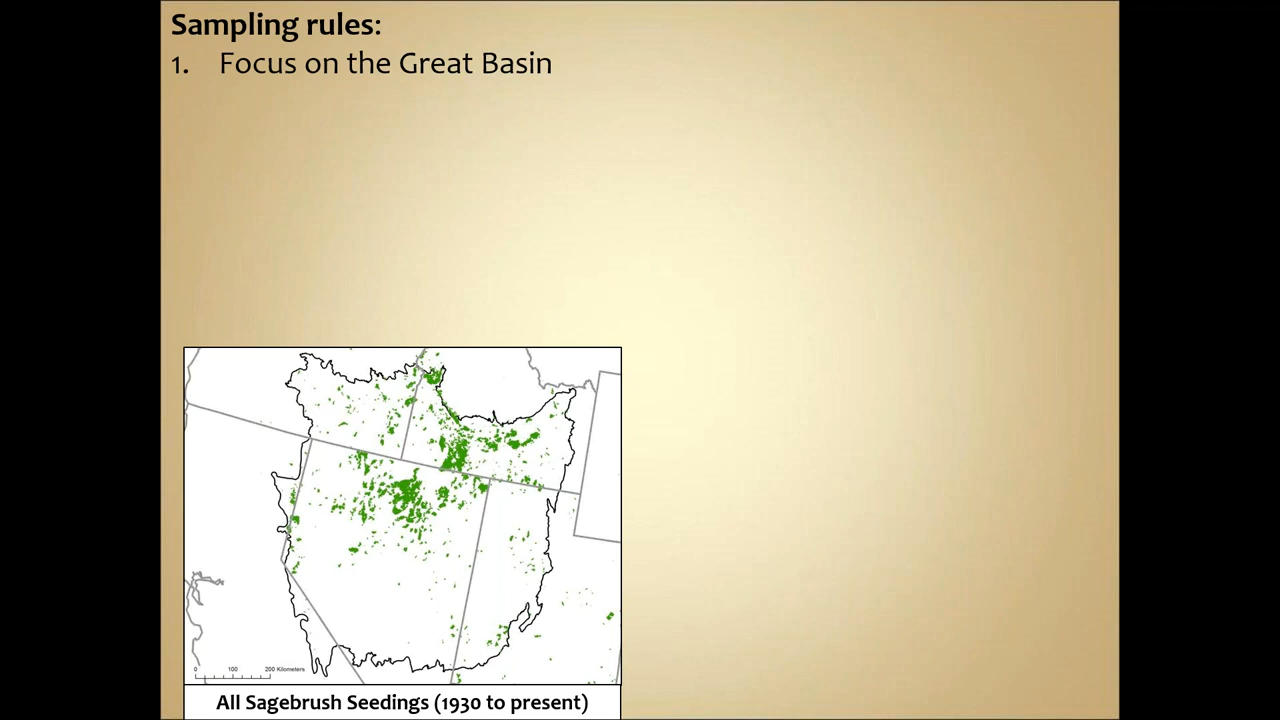 Sampling rules:
1. Focus on the Great Basin
0 100 200 Kilometers
All Sagebrush Seedings (1930 to present)